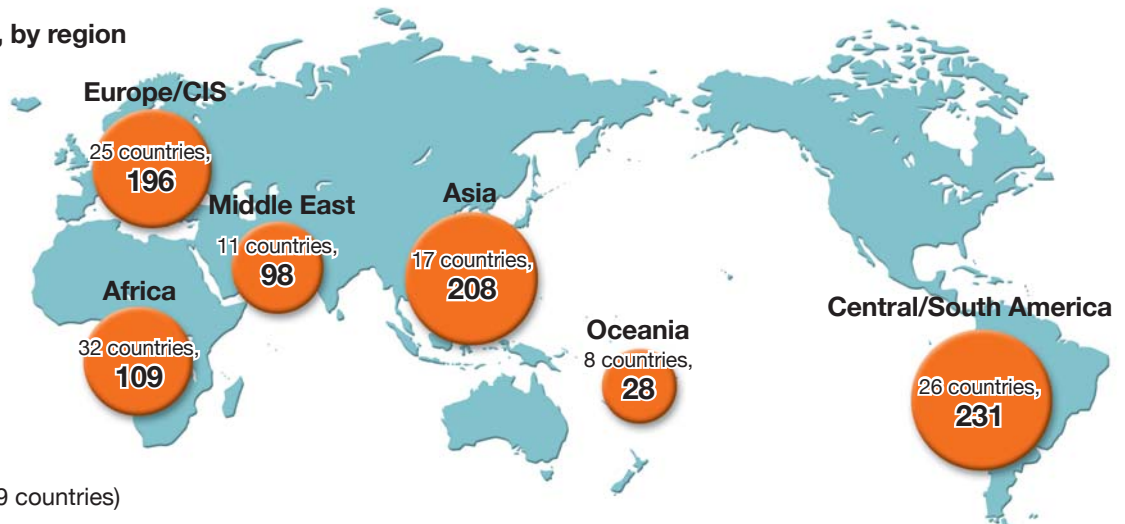 , by region
Europe/CIS
25 countries,
196
Middle East
11 countries,
98
Asia
17 countries,
208
Africa
32 countries,
109
Oceania
8 countries,
28
Central/South America
26 countries,
231
9 countries)